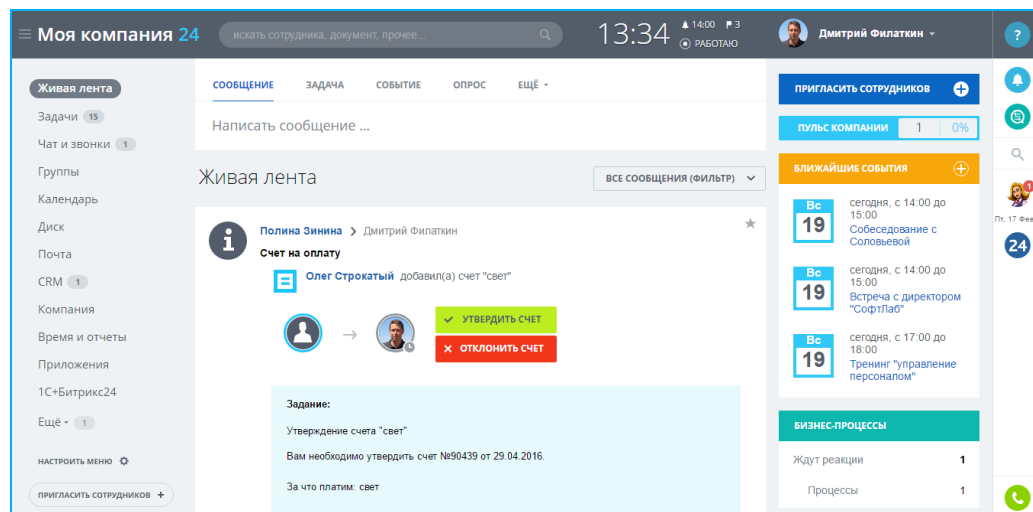 Моя компания 24
искать сотрудника, документ, прочее...
13:34
14:00 3
РАБОТАЮ
Дмитрий Филаткин
?
Живая лента
Задачи 15
Чат и звонки 1
Группы
Календарь
Диск
Почта
CRM 1
Компания
Время и отчеты
Приложения
1С+Битрикс24
Ещё 1
НАСТРОИТЬ МЕНЮ
ПРИГЛАСИТЬ СОТРУДНИКОВ +
СООБЩЕНИЕ ЗАДАЧА СОБЫТИЕ ОПРОС ЕЩЁ
Написать сообщение ...
Живая лента
ВСЕ СООБЩЕНИЯ (ФИЛЬТР)
Полина Зинина > Дмитрий Филаткин
Счет на оплату
Олег Строкатый добавил(а) счет "свет"
УТВЕРДИТЬ СЧЕТ
ОТКЛОНИТЬ СЧЕТ
Задание:
Утверждение счета "свет"
Вам необходимо утвердить счет №90439 от 29.04.2016.
За что платим: свет
ПРИГЛАСИТЬ СОТРУДНИКОВ
ПУЛЬС КОМПАНИИ 1 0%
БЛИЖАЙШИЕ СОБЫТИЯ
Вс
19
сегодня, с 14:00 до
15:00
Собеседование с
Соловьевой
Вс
19
сегодня, с 14:00 до
15:00
Встреча с директором
"СофтЛаб"
Вс
19
сегодня, с 17:00 до
18:00
Тренинг "управление
персоналом"
БИЗНЕС-ПРОЦЕССЫ
Ждут реакции 1
Процессы 1
1
Пт, 17 Фев
24